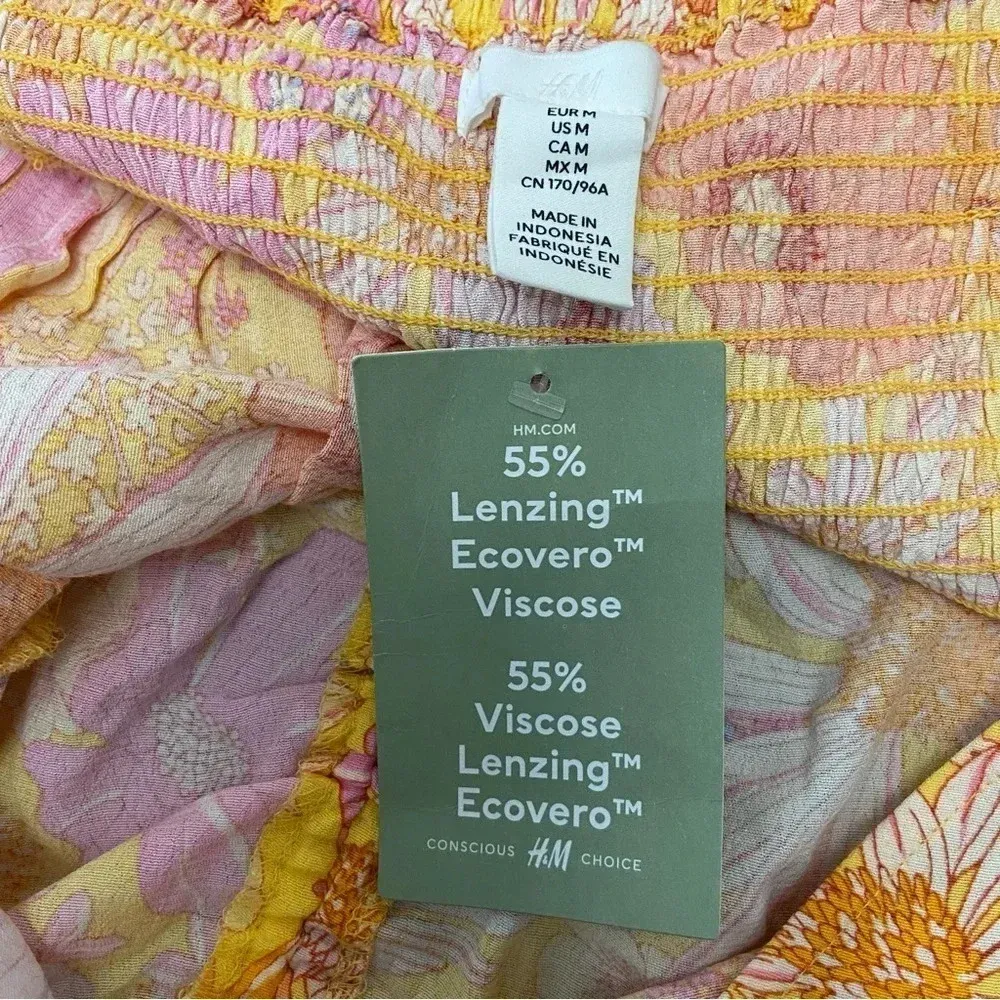 H&M
EUR M
US M
CA M
MX M
CN 170/96A
MADE IN
INDONESIA
FABRIQUÉ EN
INDONÉSIE
HM.COM
55%
Lenzing™
Ecovero™
Viscose
55%
Viscose
Lenzing™
Ecovero™
CONSCIOUS H&M CHOICE